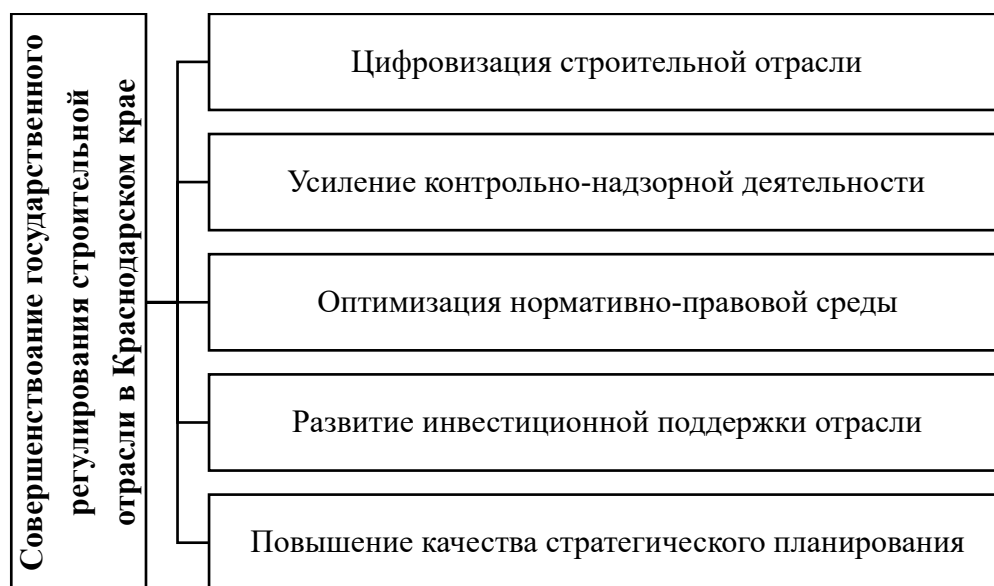 Совершенствоание государственного
регулирования строительной
отрасли в Краснодарском крае
Цифровизация строительной отрасли
Усиление контрольно-надзорной деятельности
Оптимизация нормативно-правовой среды
Развитие инвестиционной поддержки отрасли
Повышение качества стратегического планирования